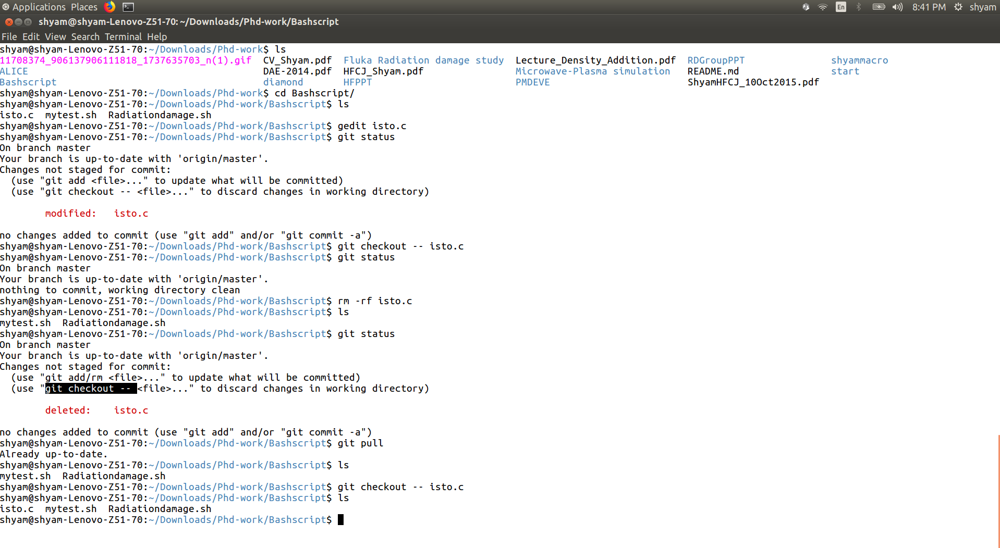 Applications Places En 8:41 PM shyam
shyam@shyam-Lenovo-Z51-70: ~/Downloads/Phd-work/Bashscript
File Edit View Search Terminal Help
shyam@shyam-Lenovo-Z51-70:~/Downloads/Phd-work$ ls
11708374_906137906111818_1737635703_n(1).gif CV_Shyam.pdf Fluka Radiation damage study Lecture_Density_Addition.pdf RDGroupPPT shyammacro
ALICE DAE-2014.pdf HFCJ_Shyam.pdf Microwave-Plasma simulation README.md start
Bashscript diamond HFPPT PMDEVE ShyamHFCJ_10Oct2015.pdf
shyam@shyam-Lenovo-Z51-70:~/Downloads/Phd-work$ cd Bashscript/
shyam@shyam-Lenovo-Z51-70:~/Downloads/Phd-work/Bashscript$ ls
isto.c mytest.sh Radiationdamage.sh
shyam@shyam-Lenovo-Z51-70:~/Downloads/Phd-work/Bashscript$ gedit isto.c
shyam@shyam-Lenovo-Z51-70:~/Downloads/Phd-work/Bashscript$ git status
On branch master
Your branch is up-to-date with 'origin/master'.
Changes not staged for commit:
(use "git add <file>..." to update what will be committed)
(use "git checkout -- <file>..." to discard changes in working directory)
modified: isto.c
no changes added to commit (use "git add" and/or "git commit -a")
shyam@shyam-Lenovo-Z51-70:~/Downloads/Phd-work/Bashscript$ git checkout -- isto.c
shyam@shyam-Lenovo-Z51-70:~/Downloads/Phd-work/Bashscript$ git status
On branch master
Your branch is up-to-date with 'origin/master'.
nothing to commit, working directory clean
shyam@shyam-Lenovo-Z51-70:~/Downloads/Phd-work/Bashscript$ rm -rf isto.c
shyam@shyam-Lenovo-Z51-70:~/Downloads/Phd-work/Bashscript$ ls
mytest.sh Radiationdamage.sh
shyam@shyam-Lenovo-Z51-70:~/Downloads/Phd-work/Bashscript$ git status
On branch master
Your branch is up-to-date with 'origin/master'.
Changes not staged for commit:
(use "git add/rm <file>..." to update what will be committed)
(use "git checkout -- <file>..." to discard changes in working directory)
deleted: isto.c
no changes added to commit (use "git add" and/or "git commit -a")
shyam@shyam-Lenovo-Z51-70:~/Downloads/Phd-work/Bashscript$ git pull
Already up-to-date.
shyam@shyam-Lenovo-Z51-70:~/Downloads/Phd-work/Bashscript$ ls
mytest.sh Radiationdamage.sh
shyam@shyam-Lenovo-Z51-70:~/Downloads/Phd-work/Bashscript$ git checkout -- isto.c
shyam@shyam-Lenovo-Z51-70:~/Downloads/Phd-work/Bashscript$ ls
isto.c mytest.sh Radiationdamage.sh
shyam@shyam-Lenovo-Z51-70:~/Downloads/Phd-work/Bashscript$